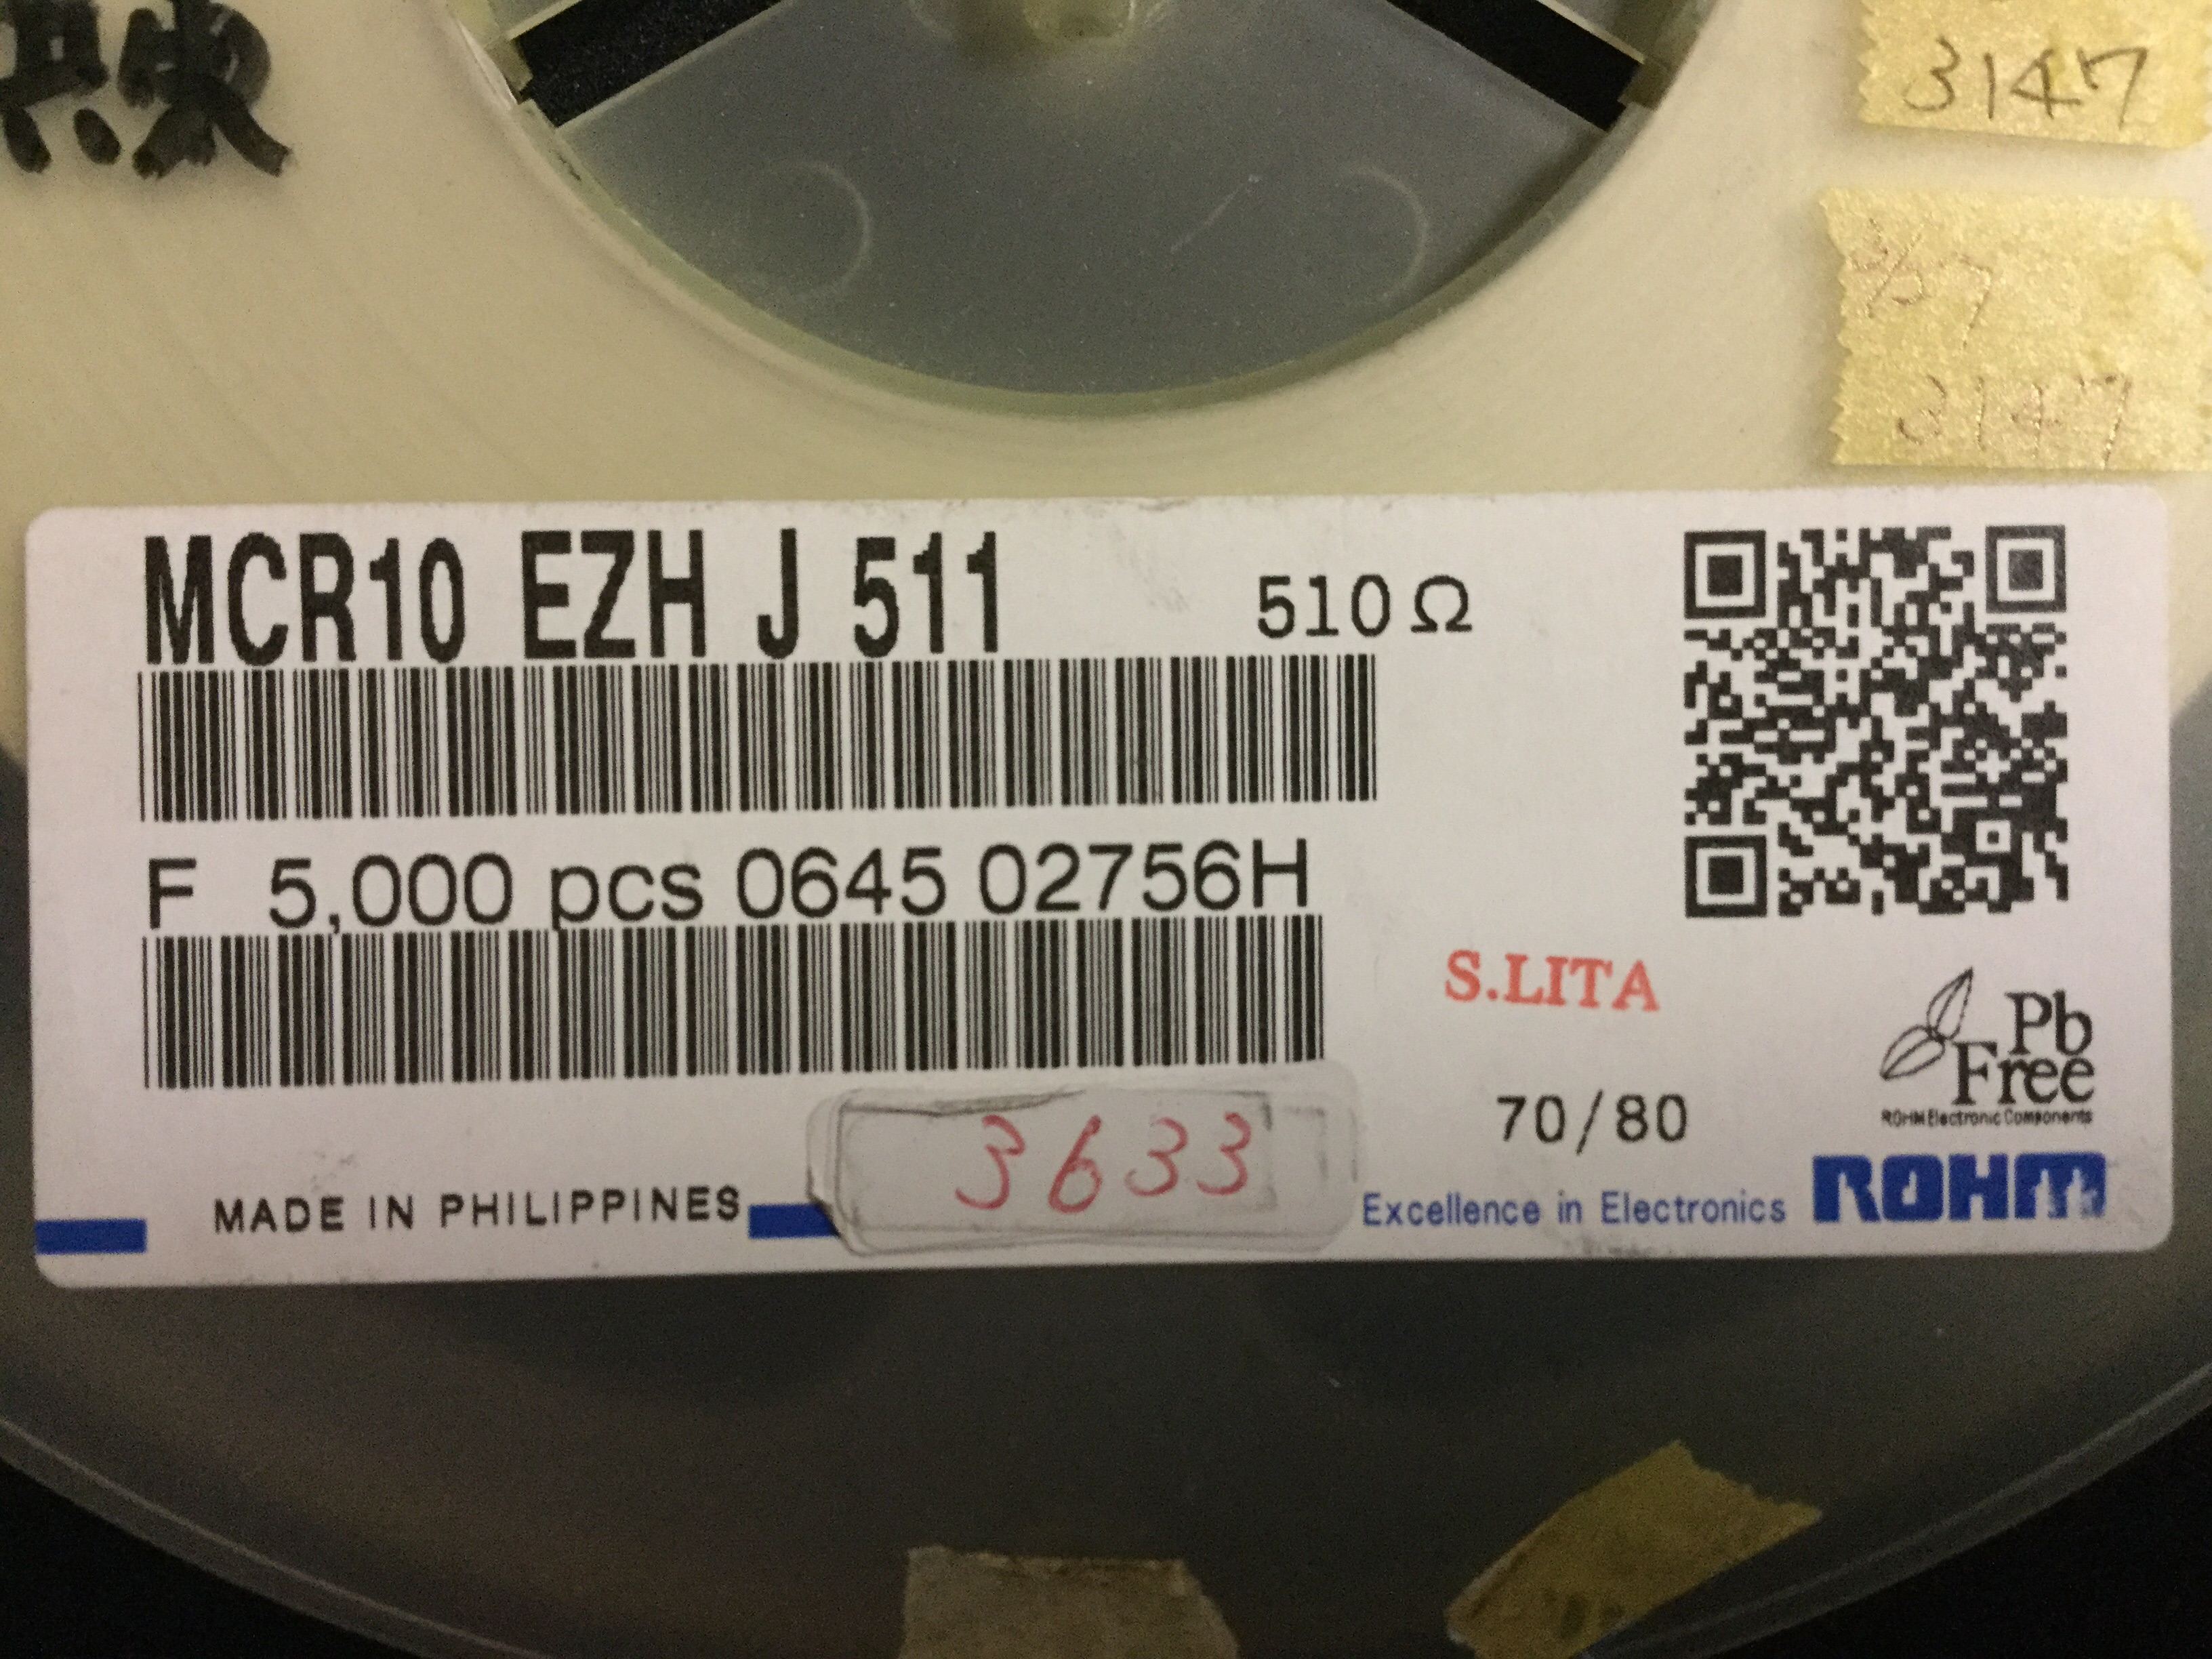 3147
3147
MCR10 EZH J 511
510Ω
F 5,000 pcs 0645 02756H
S.LITA
Pb
Free
ROHM Electronic Components
70/80
3633
MADE IN PHILIPPINES
Excellence in Electronics
ROHM